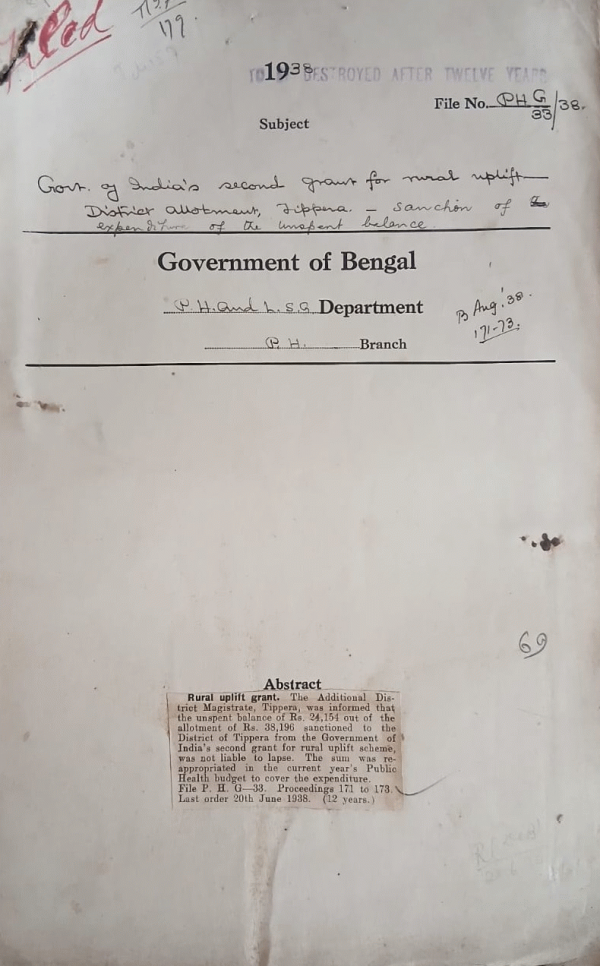 Filed
179.
1938
TO BE DESTROYED AFTER TWELVE YEARS
File No. PHG/33/38.
Subject
Govt. of India's second grant for rural uplift—
District allotment, Tippera. – Sanction of
expenditure of the unspent balance.
Government of Bengal
P.H. and L.S.G Department
P.H. Branch
B Aug. '38.
171-73.
69
Abstract
Rural uplift grant. The Additional Dis-
trict Magistrate, Tippera, was informed that
the unspent balance of Rs. 24,154 out of the
allotment of Rs. 38,196 sanctioned to the
District of Tippera from the Government of
India's second grant for rural uplift scheme,
was not liable to lapse. The sum was re-
appropriated in the current year's Public
Health budget to cover the expenditure.
File P. H. G—33. Proceedings 171 to 173.
Last order 20th June 1938. (12 years.)